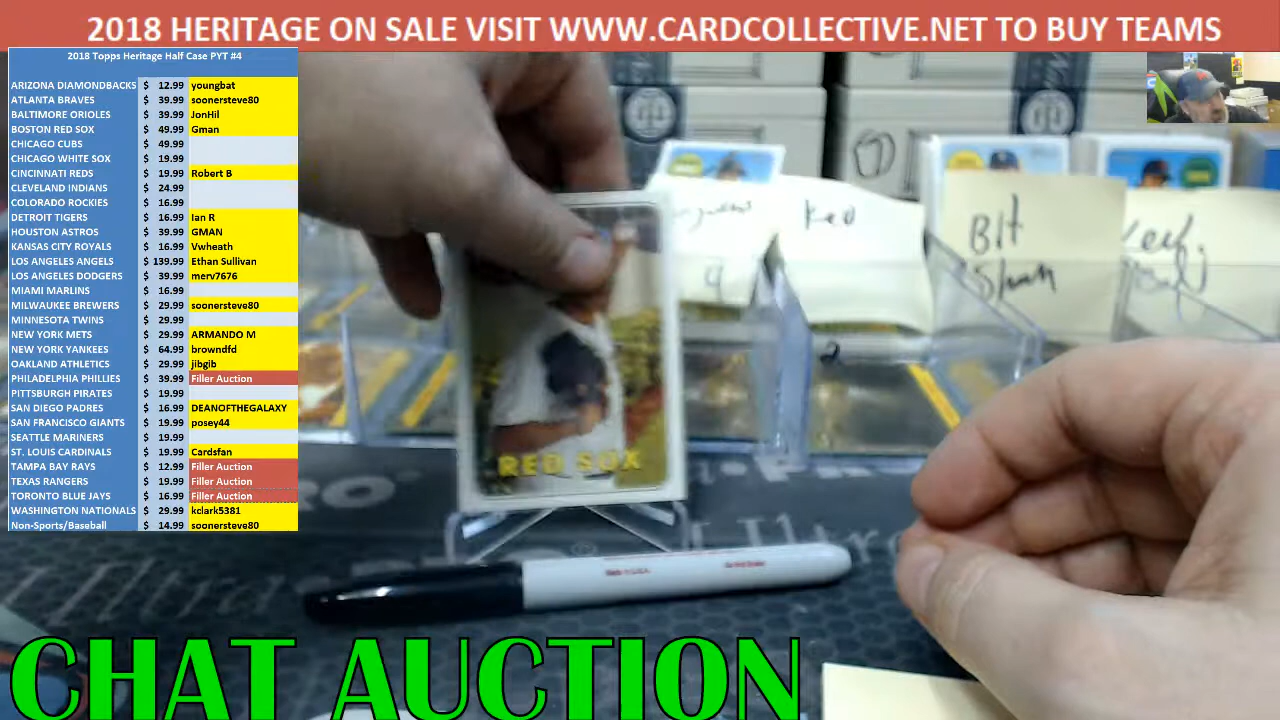 2018 HERITAGE ON SALE VISIT WWW.CARDCOLLECTIVE.NET TO BUY TEAMS
2018 Topps Heritage Half Case PYT #4
ARIZONA DIAMONDBACKS $ 12.99 youngbat
ATLANTA BRAVES $ 39.99 soonersteve80
BALTIMORE ORIOLES $ 39.99 JonHil
BOSTON RED SOX $ 49.99 Gman
CHICAGO CUBS $ 49.99
CHICAGO WHITE SOX $ 19.99
CINCINNATI REDS $ 19.99 Robert B
CLEVELAND INDIANS $ 24.99
COLORADO ROCKIES $ 16.99
DETROIT TIGERS $ 16.99 Ian R
HOUSTON ASTROS $ 39.99 GMAN
KANSAS CITY ROYALS $ 16.99 Vwheath
LOS ANGELES ANGELS $ 139.99 Ethan Sullivan
LOS ANGELES DODGERS $ 39.99 merv7676
MIAMI MARLINS $ 16.99
MILWAUKEE BREWERS $ 29.99 soonersteve80
MINNESOTA TWINS $ 29.99
NEW YORK METS $ 29.99 ARMANDO M
NEW YORK YANKEES $ 64.99 browndfd
OAKLAND ATHLETICS $ 29.99 jibgib
PHILADELPHIA PHILLIES $ 39.99 Filler Auction
PITTSBURGH PIRATES $ 19.99
SAN DIEGO PADRES $ 16.99 DEANOFTHEGALAXY
SAN FRANCISCO GIANTS $ 19.99 posey44
SEATTLE MARINERS $ 19.99
ST. LOUIS CARDINALS $ 19.99 Cardsfan
TAMPA BAY RAYS $ 12.99 Filler Auction
TEXAS RANGERS $ 19.99 Filler Auction
TORONTO BLUE JAYS $ 16.99 Filler Auction
WASHINGTON NATIONALS $ 29.99 kclark5381
Non-Sports/Baseball $ 14.99 soonersteve80
RED SOX
CHAT AUCTION